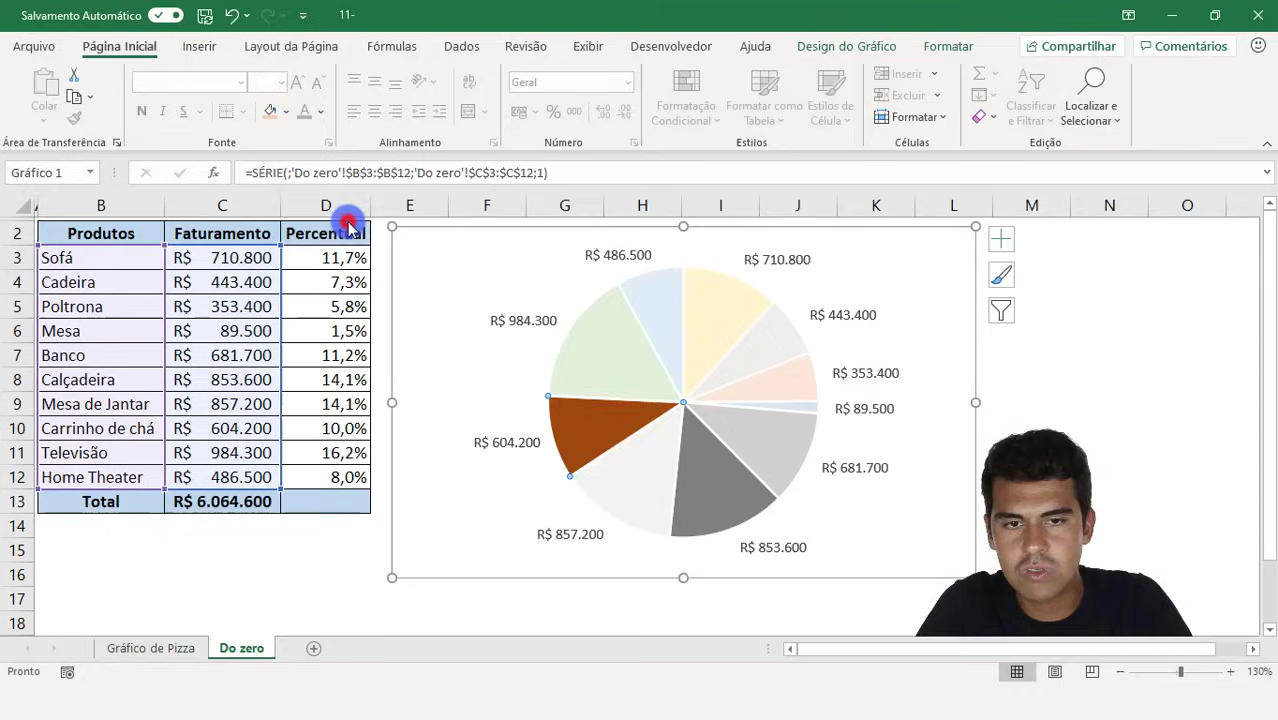 Salvamento Automático
11-
Arquivo Página Inicial Inserir Layout da Página Fórmulas Dados Revisão Exibir Desenvolvedor Ajuda Design do Gráfico Formatar Compartilhar Comentários
Colar
Área de Transferência
N I S
Fonte
ab
Alinhamento
Geral
% 000
Número
Formatação Condicional
Formatar como Tabela
Estilos de Célula
Estilos
Inserir
Excluir
Formatar
Células
Classificar e Filtrar
Localizar e Selecionar
Edição
Gráfico 1 fx =SÉRIE(;'Do zero'!$B$3:$B$12;'Do zero'!$C$3:$C$12;1)
B C D E F G H I J K L M N O
2 Produtos Faturamento Percentual
3 Sofá R$ 710.800 11,7%
4 Cadeira R$ 443.400 7,3%
5 Poltrona R$ 353.400 5,8%
6 Mesa R$ 89.500 1,5%
7 Banco R$ 681.700 11,2%
8 Calçadeira R$ 853.600 14,1%
9 Mesa de Jantar R$ 857.200 14,1%
10 Carrinho de chá R$ 604.200 10,0%
11 Televisão R$ 984.300 16,2%
12 Home Theater R$ 486.500 8,0%
13 Total R$ 6.064.600
14
15
16
17
18
R$ 486.500
R$ 710.800
R$ 984.300
R$ 443.400
R$ 353.400
R$ 89.500
R$ 604.200
R$ 681.700
R$ 857.200
R$ 853.600
Gráfico de Pizza Do zero
Pronto
130%